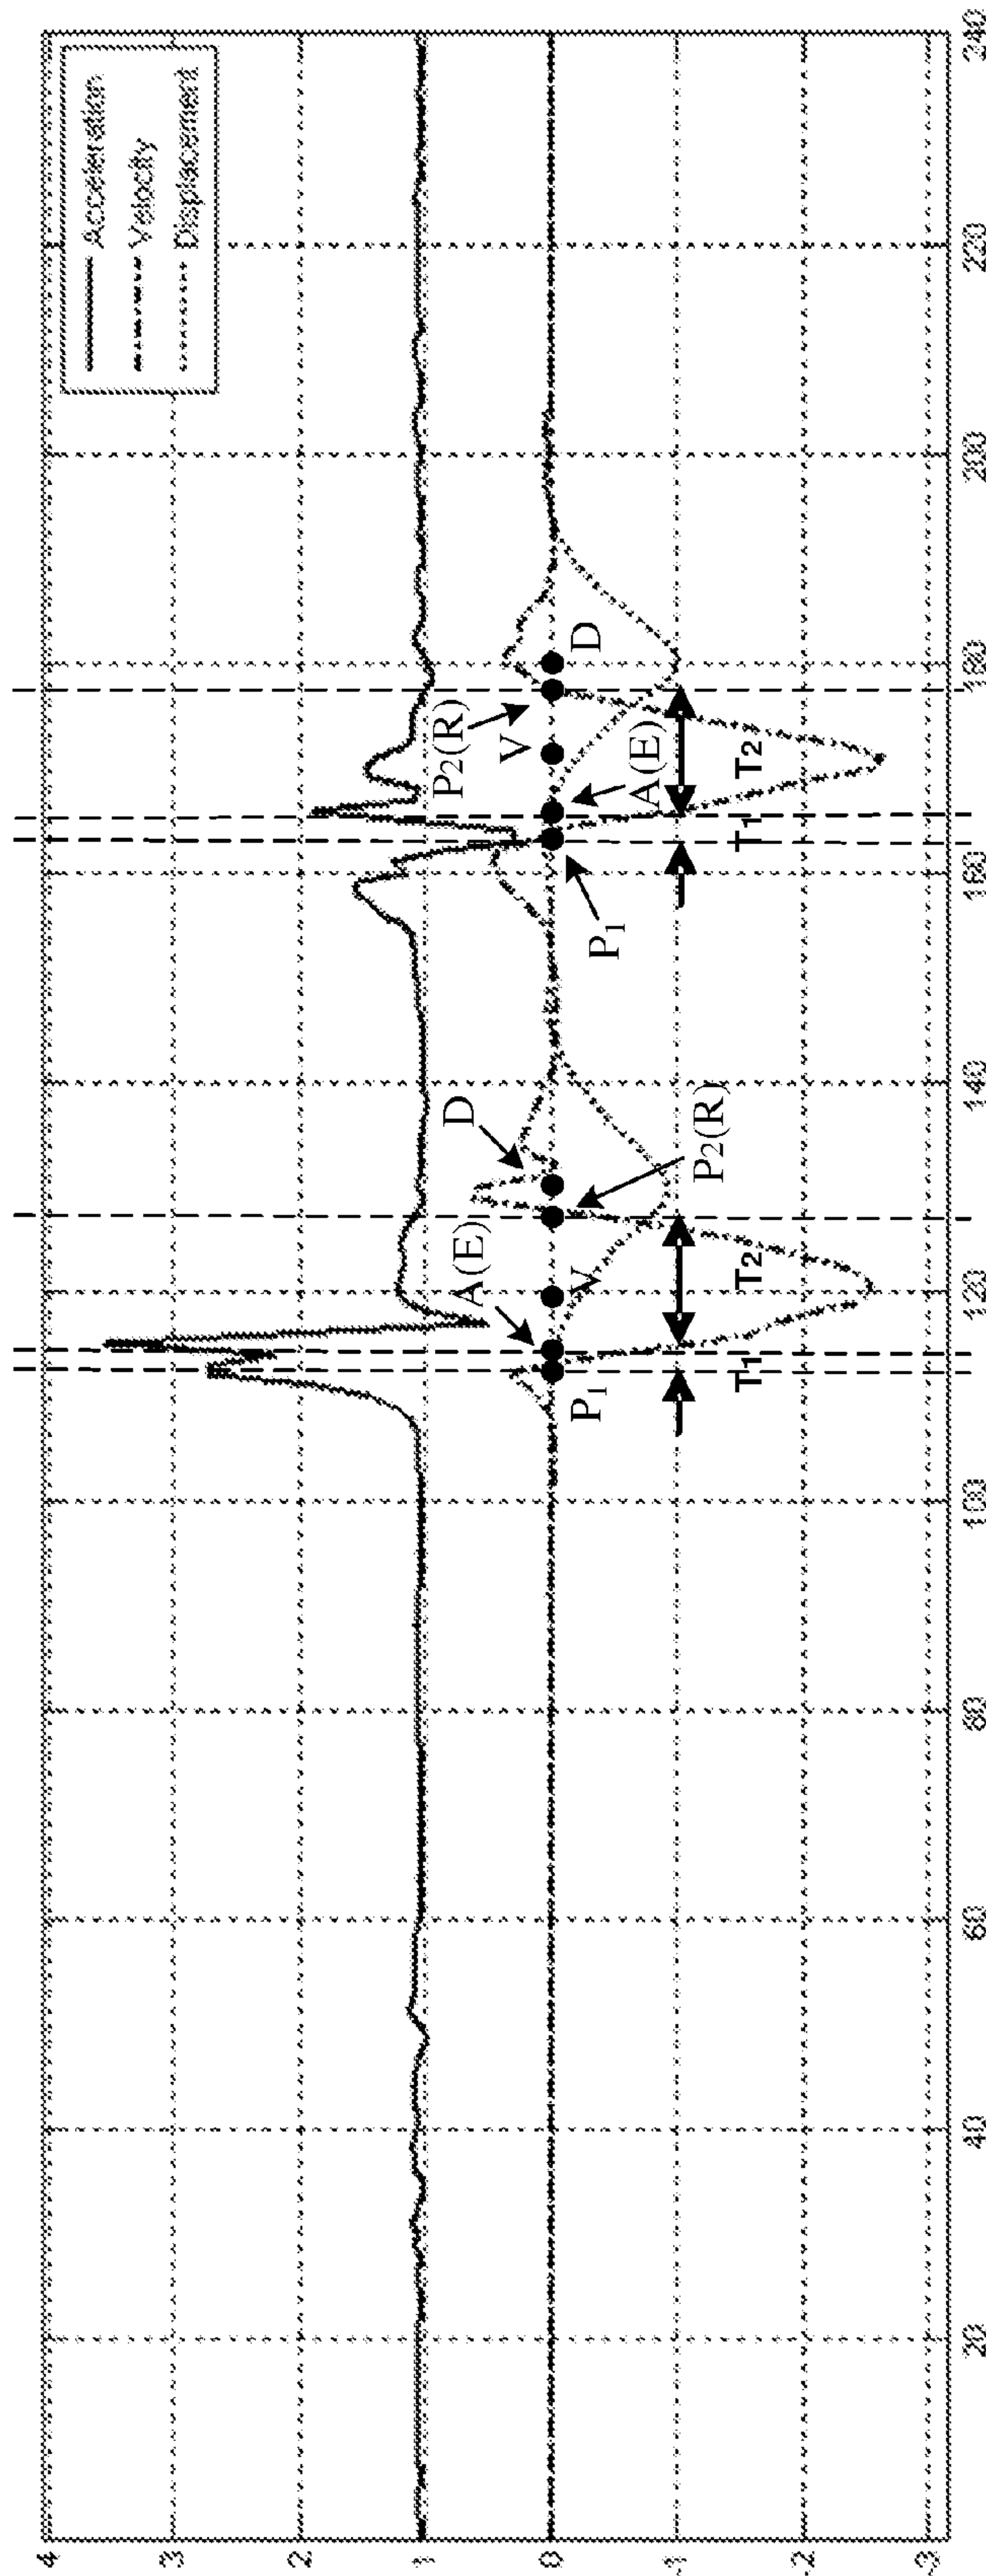 Acceleration
Velocity
Displacement
4
3
2
1
0
-1
-2
-3
20
40
60
80
100
120
140
160
180
200
220
240
P1
A(E)
V
P2(R)
D
T1
T2
P1
A(E)
V
P2(R)
D
T1
T2